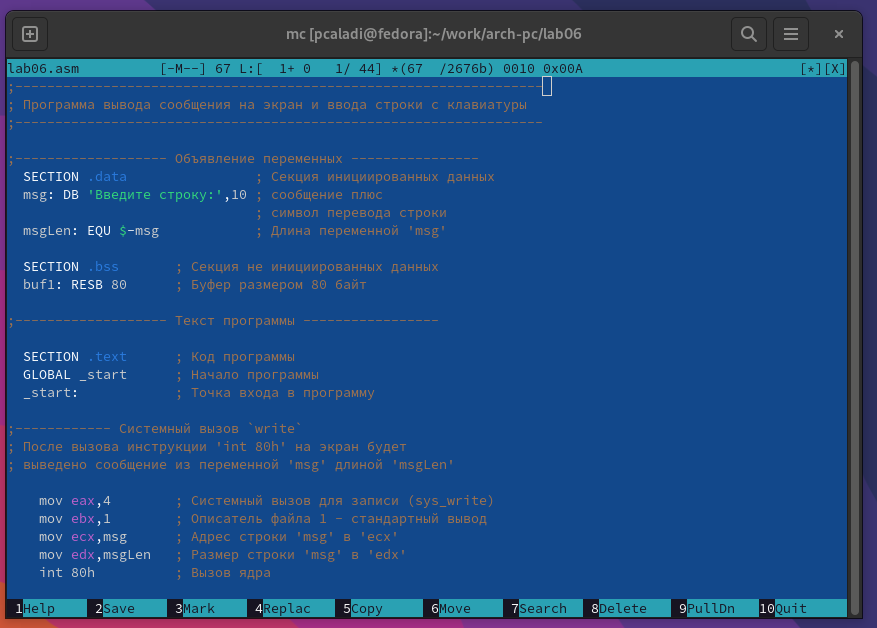 mc [pcaladi@fedora]:~/work/arch-pc/lab06
lab06.asm          [-M--] 67 L:[  1+ 0   1/ 44] *(67  /2676b) 0010 0x00A                           [*][X]
;------------------------------------------------------------------
; Программа вывода сообщения на экран и ввода строки с клавиатуры
;------------------------------------------------------------------
;------------------- Объявление переменных ----------------
  SECTION .data                ; Секция инициированных данных
  msg: DB 'Введите строку:',10 ; сообщение плюс
                               ; символ перевода строки
  msgLen: EQU $-msg            ; Длина переменной 'msg'
  SECTION .bss       ; Секция не инициированных данных
  buf1: RESB 80      ; Буфер размером 80 байт
;------------------- Текст программы -----------------
  SECTION .text      ; Код программы
  GLOBAL _start      ; Начало программы
  _start:            ; Точка входа в программу
;------------ Системный вызов `write`
; После вызова инструкции 'int 80h' на экран будет
; выведено сообщение из переменной 'msg' длиной 'msgLen'
    mov eax,4        ; Системный вызов для записи (sys_write)
    mov ebx,1        ; Описатель файла 1 - стандартный вывод
    mov ecx,msg      ; Адрес строки 'msg' в 'ecx'
    mov edx,msgLen   ; Размер строки 'msg' в 'edx'
    int 80h          ; Вызов ядра
1Help 2Save 3Mark 4Replac 5Copy 6Move 7Search 8Delete 9PullDn 10Quit